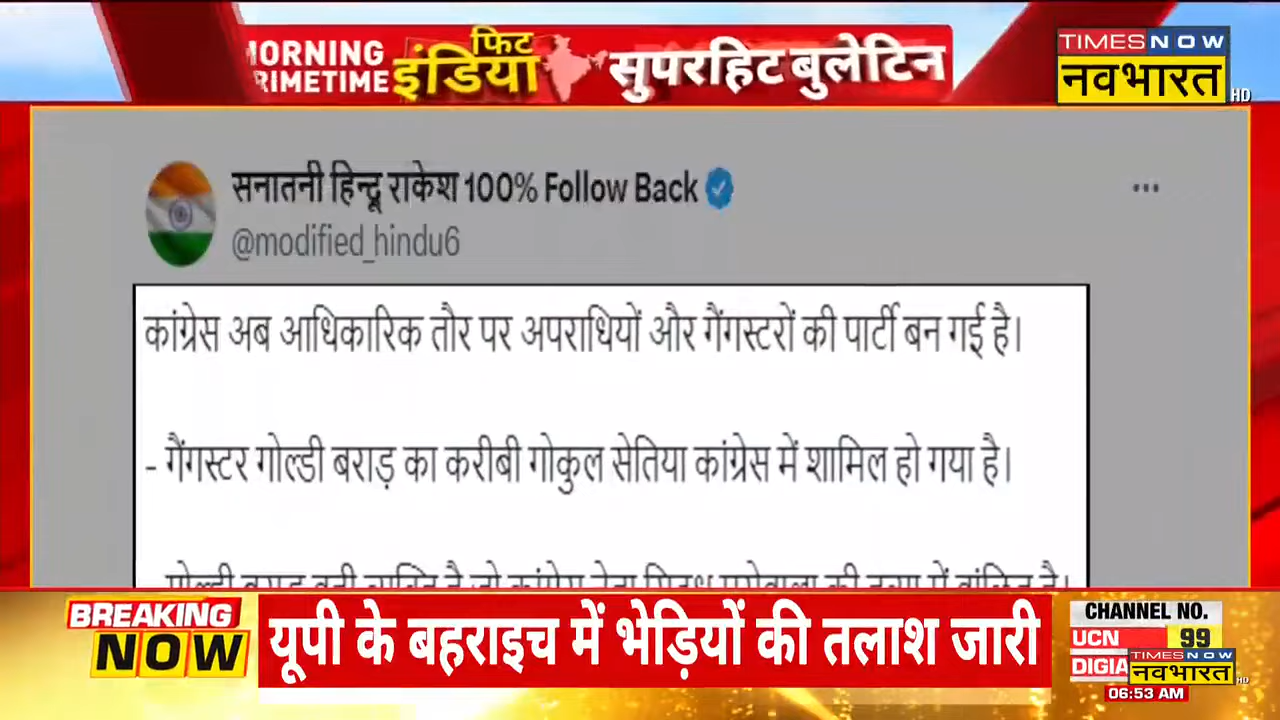 MORNING
PRIMETIME
फिट
इंडिया
सुपरहिट बुलेटिन
TIMES NOW
नवभारत
HD
सनातनी हिन्दू राकेश 100% Follow Back
@modified_hindu6
कांग्रेस अब आधिकारिक तौर पर अपराधियों और गैंगस्टरों की पार्टी बन गई है।
- गैंगस्टर गोल्डी बराड़ का करीबी गोकुल सेतिया कांग्रेस में शामिल हो गया है।
BREAKING
NOW
यूपी के बहराइच में भेड़ियों की तलाश जारी
CHANNEL NO.
UCN 99
DIGIA
TIMES NOW
नवभारत
HD
06:53 AM